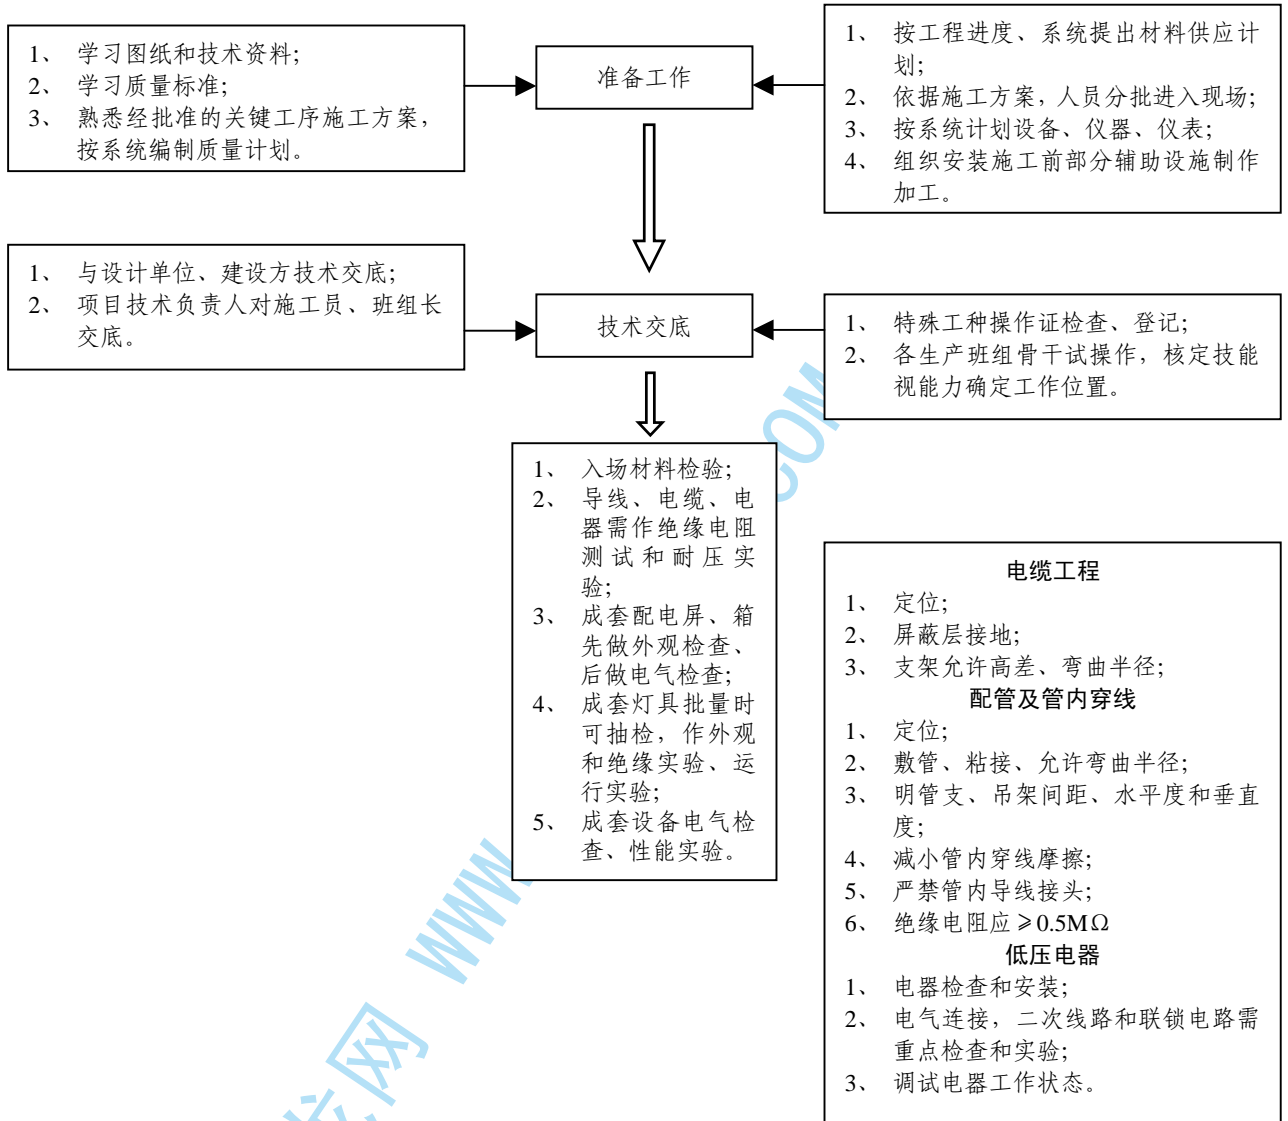 1、 学习图纸和技术资料；
2、 学习质量标准；
3、 熟悉经批准的关键工序施工方案，
按系统编制质量计划。
准备工作
1、 按工程进度、系统提出材料供应计
划；
2、 依据施工方案，人员分批进入现场；
3、 按系统计划设备、仪器、仪表；
4、 组织安装施工前部分辅助设施制作
加工。
1、 与设计单位、建设方技术交底；
2、 项目技术负责人对施工员、班组长
交底。
技术交底
1、 特殊工种操作证检查、登记；
2、 各生产班组骨干试操作，核定技能
视能力确定工作位置。
1、 入场材料检验；
2、 导线、电缆、电
器需作绝缘电阻
测试和耐压实
验；
3、 成套配电屏、箱
先做外观检查、
后做电气检查；
4、 成套灯具批量时
可抽检，作外观
和绝缘实验、运
行实验；
5、 成套设备电气检
查、性能实验。
电缆工程
1、 定位；
2、 屏蔽层接地；
3、 支架允许高差、弯曲半径；
配管及管内穿线
1、 定位；
2、 敷管、粘接、允许弯曲半径；
3、 明管支、吊架间距、水平度和垂直
度；
4、 减小管内穿线摩擦；
5、 严禁管内导线接头；
6、 绝缘电阻应≥0.5MΩ
低压电器
1、 电器检查和安装；
2、 电气连接，二次线路和联锁电路需
重点检查和实验；
3、 调试电器工作状态。
龙网 WWW. .COM